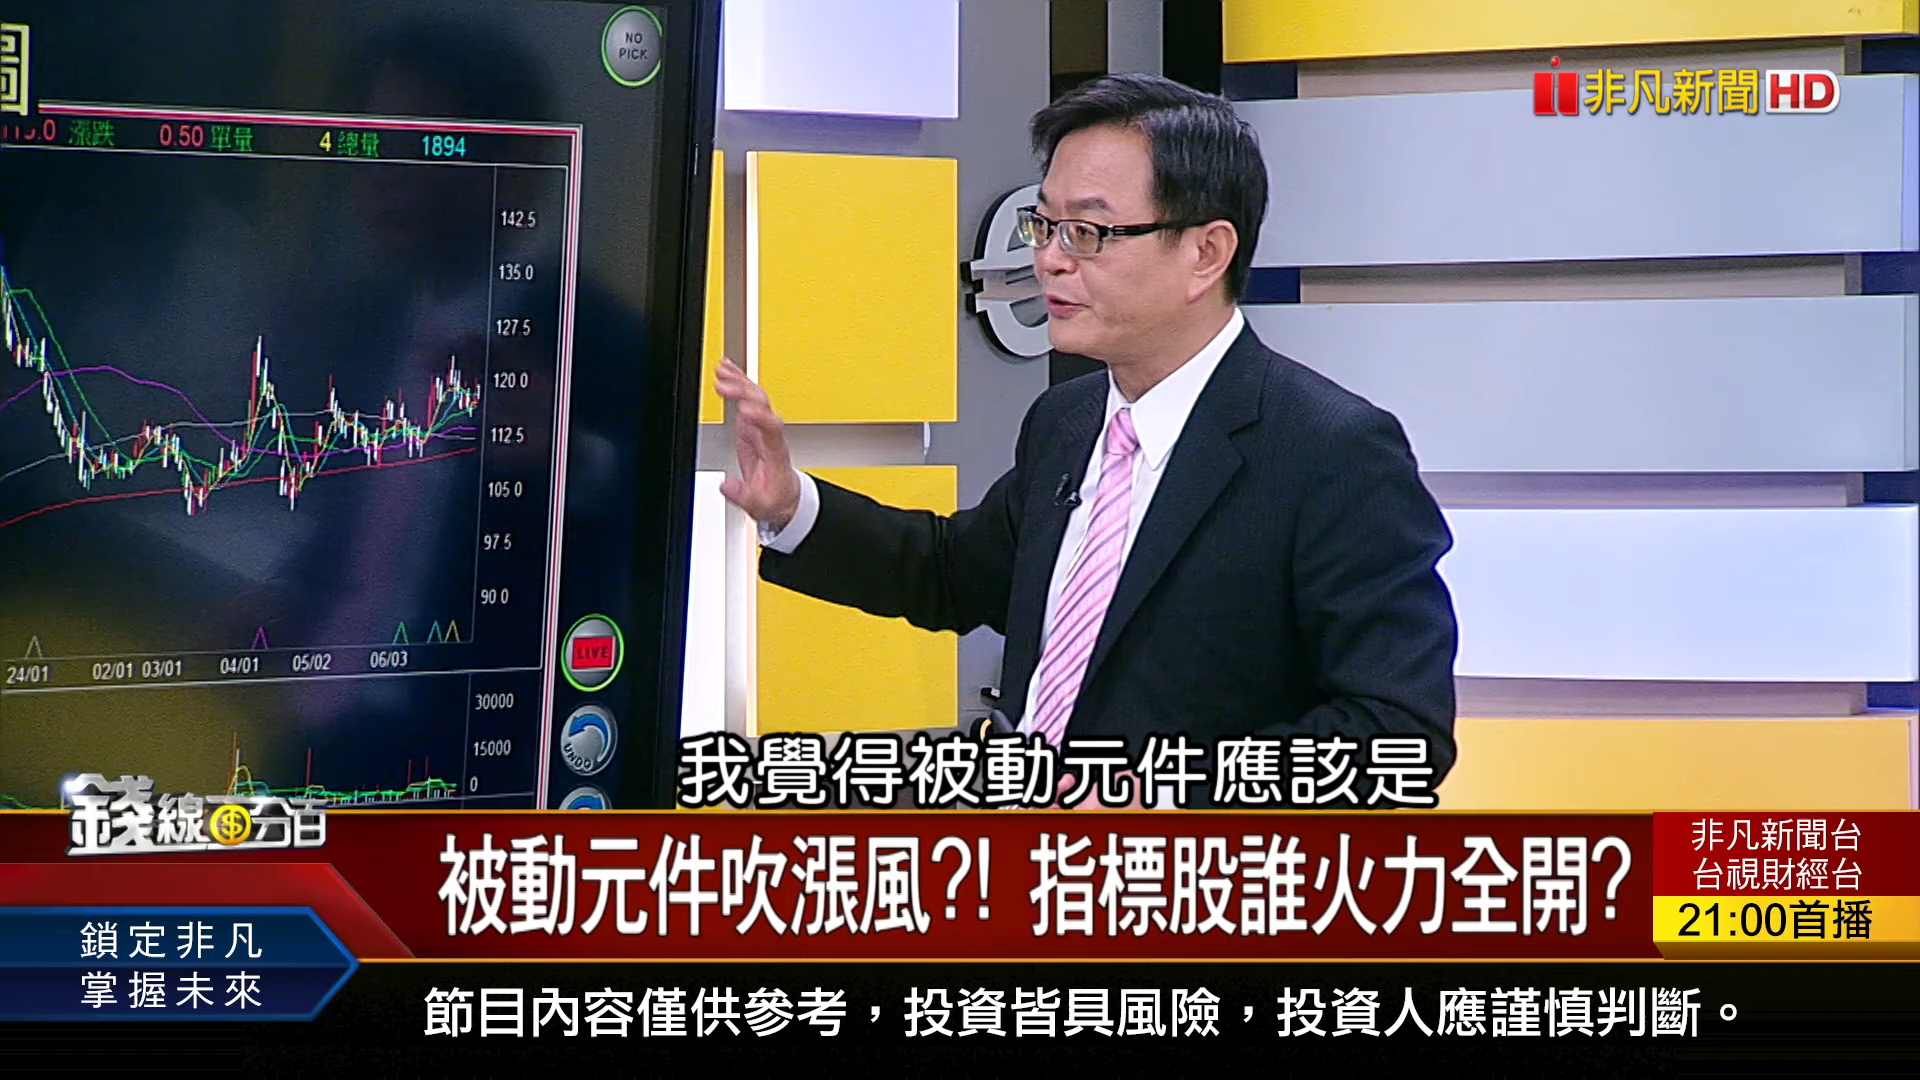 圖
NO
PICK
非凡新聞HD
漲跌 0.50 單量 4 總量 1894
142.5
135.0
127.5
120.0
112.5
105.0
97.5
90.0
24/01 02/01 03/01 04/01 05/02 06/03
LIVE
30000
15000
0
UNDO
我覺得被動元件應該是
錢線百分百
被動元件吹漲風?! 指標股誰火力全開?
非凡新聞台
台視財經台
21:00首播
鎖定非凡
掌握未來
節目內容僅供參考，投資皆具風險，投資人應謹慎判斷。